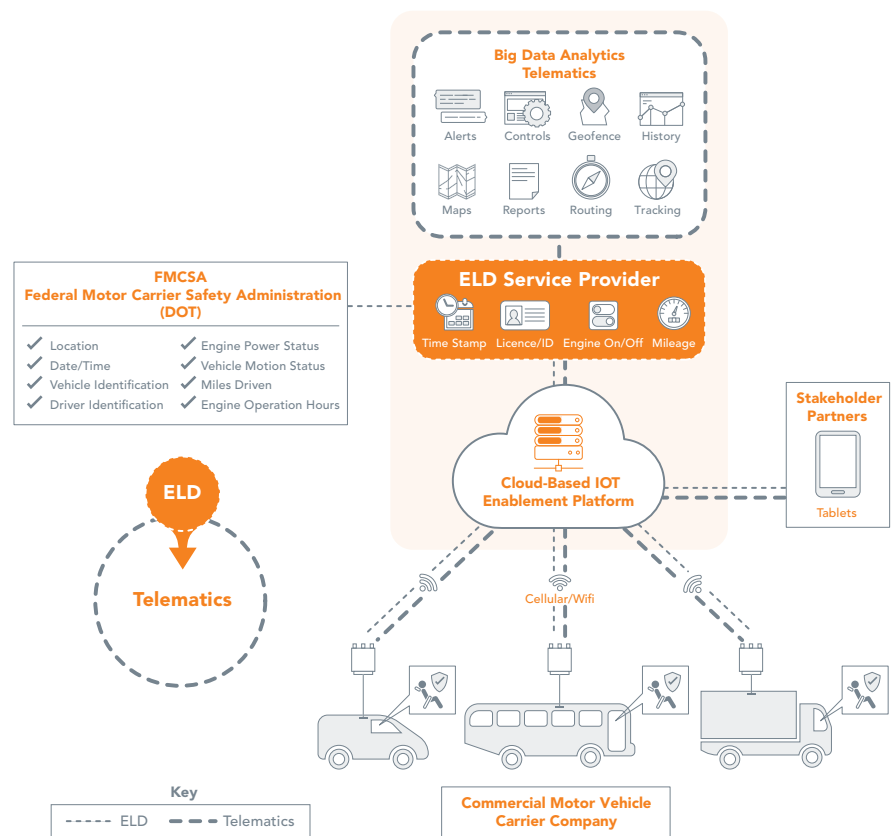 Big Data Analytics
Telematics
Alerts
Controls
Geofence
History
Maps
Reports
Routing
Tracking
FMCSA
Federal Motor Carrier Safety Administration
(DOT)
Location
Engine Power Status
Date/Time
Vehicle Motion Status
Vehicle Identification
Miles Driven
Driver Identification
Engine Operation Hours
ELD Service Provider
Time Stamp
Licence/ID
Engine On/Off
Mileage
Cloud-Based IOT
Enablement Platform
Stakeholder
Partners
Tablets
ELD
Telematics
Cellular/Wifi
Key
ELD
Telematics
Commercial Motor Vehicle
Carrier Company